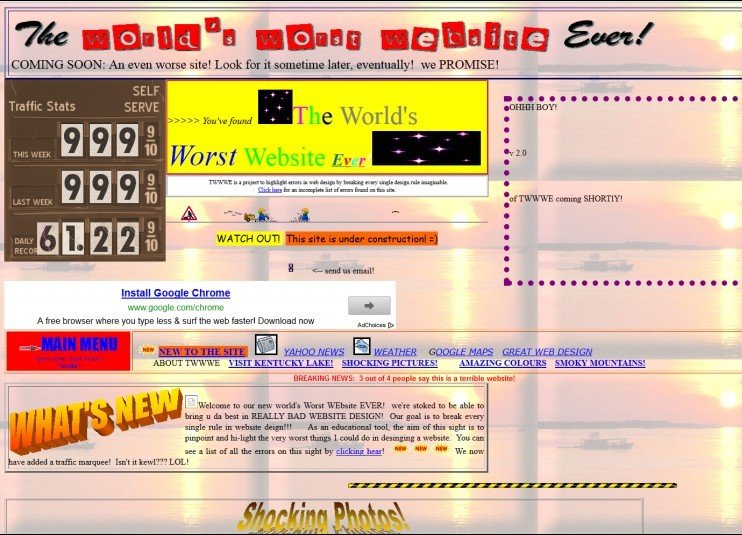 The world's worst website Ever!
COMING SOON: An even worse site! Look for it sometime later, eventually!  we PROMISE!
SELF
Traffic Stats SERVE
THIS WEEK 9 9 9 9/10
LAST WEEK 9 9 9 9/10
DAILY
RECOR 61.22 9/10
>>>>> You've found The World's
Worst Website Ever
TWWWE is a project to highlight errors in web design by breaking every single design rule imaginable.
Click here for an incomplete list of errors found on this site.
WATCH OUT! This site is under construction! =)
<-- send us email!
OHHH BOY!
v 2.0
of TWWWE coming SHORTlY!
Install Google Chrome
www.google.com/chrome
A free browser where you type less & surf the web faster! Download now
AdChoices
MAIN MENU
NEW TO THE SITE YAHOO NEWS WEATHER GOOGLE MAPS GREAT WEB DESIGN
ABOUT TWWWE VISIT KENTUCKY LAKE! SHOCKING PICTURES! AMAZING COLOURS SMOKY MOUNTAINS!
BREAKING NEWS: 3 out of 4 people say this is a terrible website!
WHAT'S NEW
Welcome to our new world's Worst WEbsite EVER!  we're stoked to be able to
bring u da best in REALLY BAD WEBSITE DESIGN!  Our goal is to break every
single rule in website deign!!!  As an educational tool, the aim of this sight is to
pinpoint and hi-light the very worst things I could do in desinging a website.  You can
see a list of all the errors on this sight by clicking hear! NEW NEW NEW We now
have added a traffic marquee!  Isn't it kewl??? LOL!
Shocking Photos!